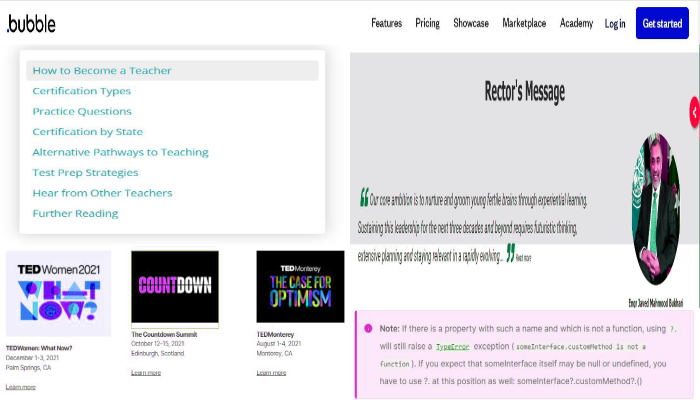 .bubble
Features Pricing Showcase Marketplace Academy Log in Get started
How to Become a Teacher
Certification Types
Practice Questions
Certification by State
Alternative Pathways to Teaching
Test Prep Strategies
Hear from Other Teachers
Further Reading
Rector's Message
“Our core ambition is to nurture and groom young fertile brains through experiential learning.
Sustaining this leadership for the next three decades and beyond requires futuristic thinking,
extensive planning and staying relevant in a rapidly evolving... ” Read more
Engr Javed Mahmood Bukhari
TEDWomen2021
WHAT
NOW?
TEDWomen: What Now?
December 1-3, 2021
Palm Springs, CA
Learn more
COUNTDOWN
The Countdown Summit
October 12-15, 2021
Edinburgh, Scotland
Learn more
TEDMonterey
THE CASE FOR
OPTIMISM
TEDMonterey
August 1-4, 2021
Monterey, CA
Learn more
Note: If there is a property with such a name and which is not a function, using ?.
will still raise a TypeError exception (someInterface.customMethod is not a
function). If you expect that someInterface itself may be null or undefined, you
have to use ?. at this position as well: someInterface?.customMethod?.()